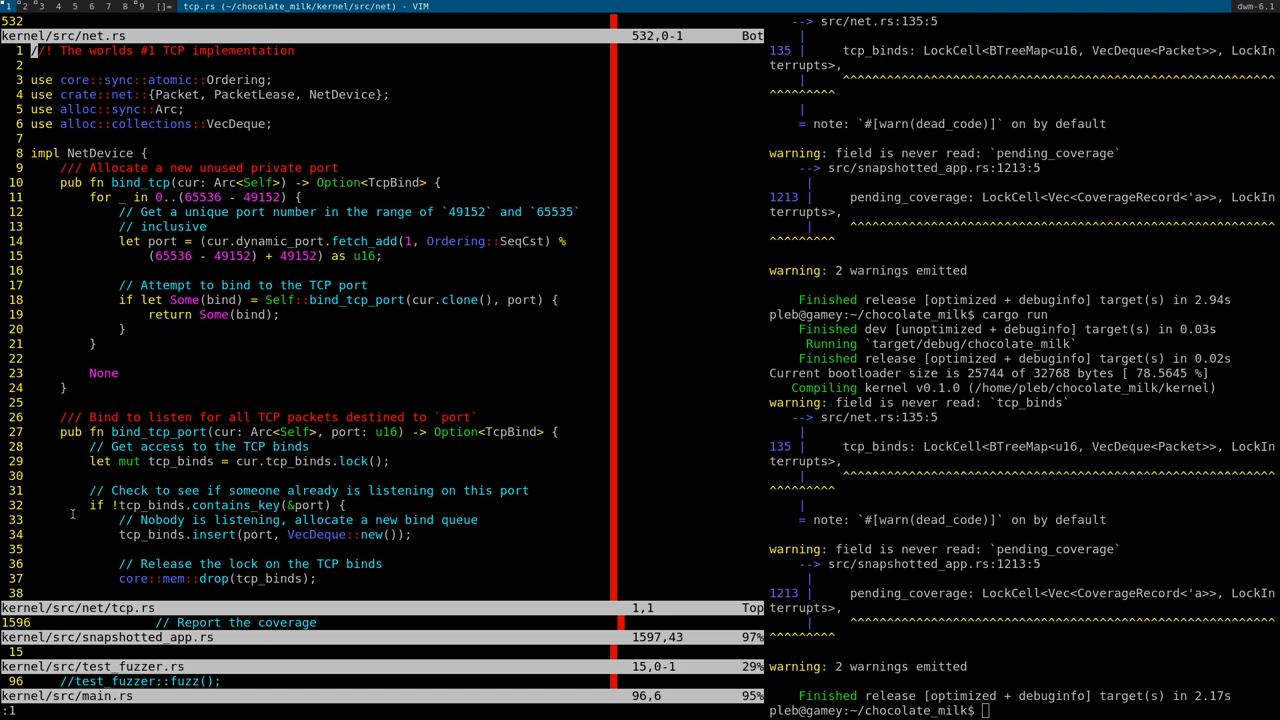 1 2 3 4 5 6 7 8 9 []= tcp.rs (~/chocolate_milk/kernel/src/net) - VIM dwm-6.1
532
kernel/src/net.rs 532,0-1 Bot
1 //! The worlds #1 TCP implementation
2
3 use core::sync::atomic::Ordering;
4 use crate::net::{Packet, PacketLease, NetDevice};
5 use alloc::sync::Arc;
6 use alloc::collections::VecDeque;
7
8 impl NetDevice {
9 /// Allocate a new unused private port
10 pub fn bind_tcp(cur: Arc<Self>) -> Option<TcpBind> {
11 for _ in 0..(65536 - 49152) {
12 // Get a unique port number in the range of `49152` and `65535`
13 // inclusive
14 let port = (cur.dynamic_port.fetch_add(1, Ordering::SeqCst) %
15 (65536 - 49152) + 49152) as u16;
16
17 // Attempt to bind to the TCP port
18 if let Some(bind) = Self::bind_tcp_port(cur.clone(), port) {
19 return Some(bind);
20 }
21 }
22
23 None
24 }
25
26 /// Bind to listen for all TCP packets destined to `port`
27 pub fn bind_tcp_port(cur: Arc<Self>, port: u16) -> Option<TcpBind> {
28 // Get access to the TCP binds
29 let mut tcp_binds = cur.tcp_binds.lock();
30
31 // Check to see if someone already is listening on this port
32 if !tcp_binds.contains_key(&port) {
33 // Nobody is listening, allocate a new bind queue
34 tcp_binds.insert(port, VecDeque::new());
35
36 // Release the lock on the TCP binds
37 core::mem::drop(tcp_binds);
38
kernel/src/net/tcp.rs 1,1 Top
1596 // Report the coverage
kernel/src/snapshotted_app.rs 1597,43 97%
15
kernel/src/test_fuzzer.rs 15,0-1 29%
96 //test_fuzzer::fuzz();
kernel/src/main.rs 96,6 95%
:1
--> src/net.rs:135:5
|
135 | tcp_binds: LockCell<BTreeMap<u16, VecDeque<Packet>>, LockIn
terrupts>,
| ^^^^^^^^^^^^^^^^^^^^^^^^^^^^^^^^^^^^^^^^^^^^^^^^^^^^^^^^^^^
^^^^^^^^^
|
= note: `#[warn(dead_code)]` on by default

warning: field is never read: `pending_coverage`
--> src/snapshotted_app.rs:1213:5
|
1213 | pending_coverage: LockCell<Vec<CoverageRecord<'a>>, LockIn
terrupts>,
| ^^^^^^^^^^^^^^^^^^^^^^^^^^^^^^^^^^^^^^^^^^^^^^^^^^^^^^^^^^
^^^^^^^^^

warning: 2 warnings emitted

Finished release [optimized + debuginfo] target(s) in 2.94s
pleb@gamey:~/chocolate_milk$ cargo run
Finished dev [unoptimized + debuginfo] target(s) in 0.03s
Running `target/debug/chocolate_milk`
Finished release [optimized + debuginfo] target(s) in 0.02s
Current bootloader size is 25744 of 32768 bytes [ 78.5645 %]
Compiling kernel v0.1.0 (/home/pleb/chocolate_milk/kernel)
warning: field is never read: `tcp_binds`
--> src/net.rs:135:5
|
135 | tcp_binds: LockCell<BTreeMap<u16, VecDeque<Packet>>, LockIn
terrupts>,
| ^^^^^^^^^^^^^^^^^^^^^^^^^^^^^^^^^^^^^^^^^^^^^^^^^^^^^^^^^^^
^^^^^^^^^
|
= note: `#[warn(dead_code)]` on by default

warning: field is never read: `pending_coverage`
--> src/snapshotted_app.rs:1213:5
|
1213 | pending_coverage: LockCell<Vec<CoverageRecord<'a>>, LockIn
terrupts>,
| ^^^^^^^^^^^^^^^^^^^^^^^^^^^^^^^^^^^^^^^^^^^^^^^^^^^^^^^^^^
^^^^^^^^^

warning: 2 warnings emitted

Finished release [optimized + debuginfo] target(s) in 2.17s
pleb@gamey:~/chocolate_milk$